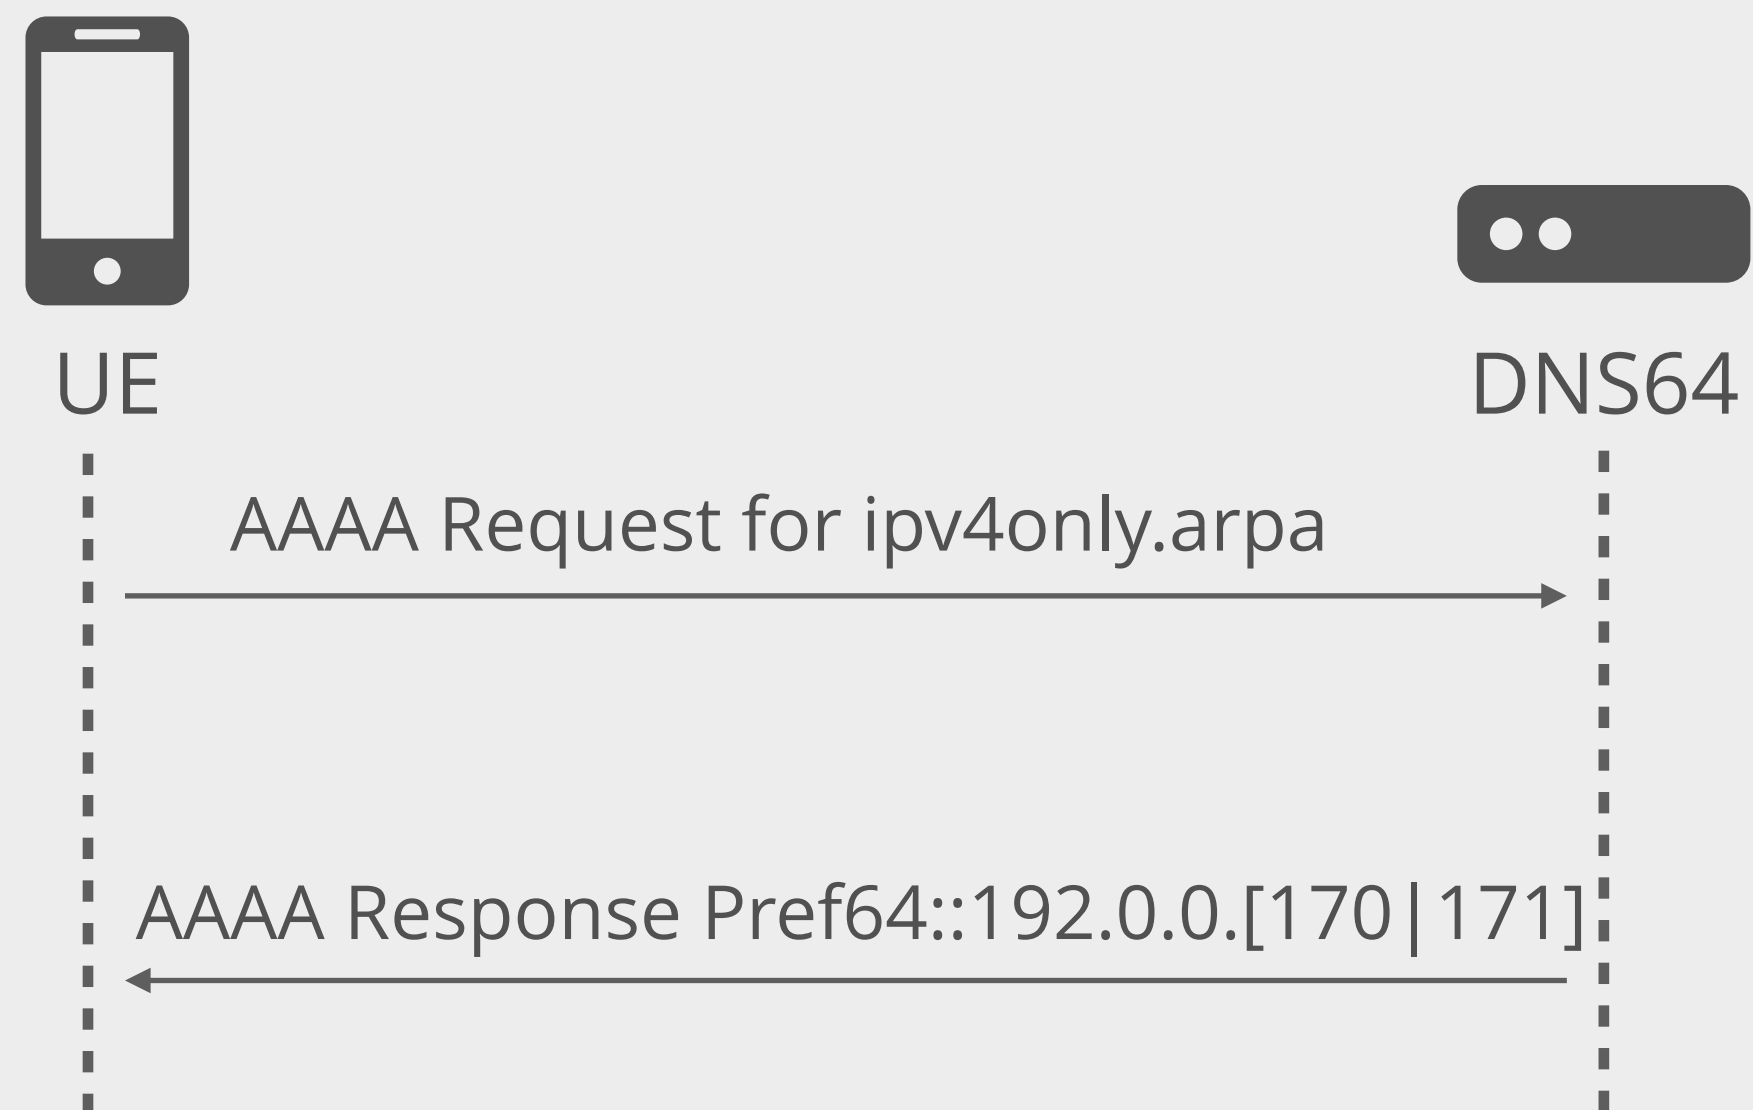 UE
DNS64
AAAA Request for ipv4only.arpa
AAAA Response Pref64::192.0.0.[170|171]